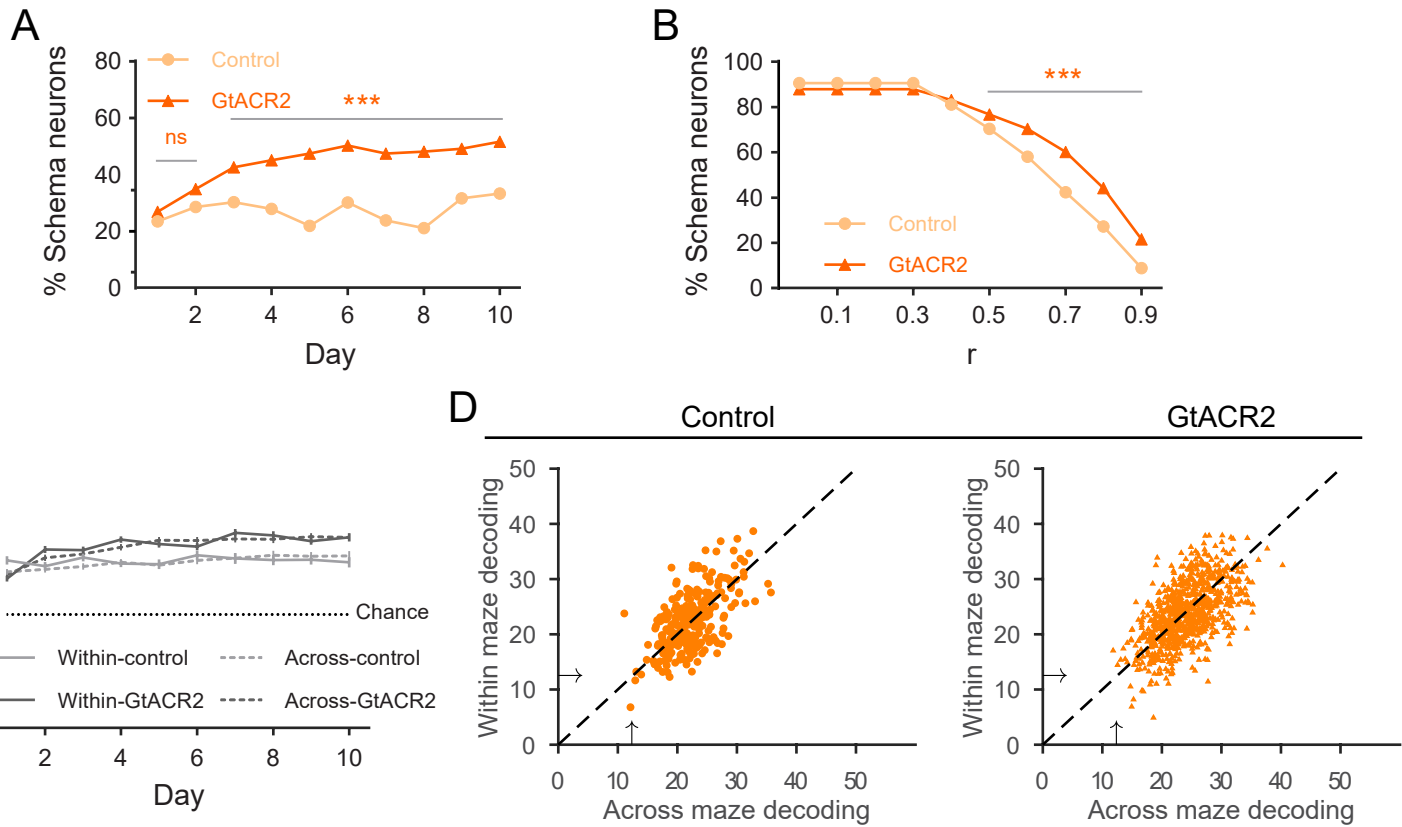 A
% Schema neurons
80
60
40
20
0
Control
GtACR2
***
ns
2
4
6
8
10
Day
B
% Schema neurons
100
80
60
40
20
0
***
Control
GtACR2
0.1
0.3
0.5
0.7
0.9
r
Chance
Within-control
Across-control
Within-GtACR2
Across-GtACR2
2
4
6
8
10
Day
D
Control
GtACR2
Within maze decoding
50
40
30
20
10
0
0
10
20
30
40
50
Across maze decoding
Within maze decoding
50
40
30
20
10
0
0
10
20
30
40
50
Across maze decoding